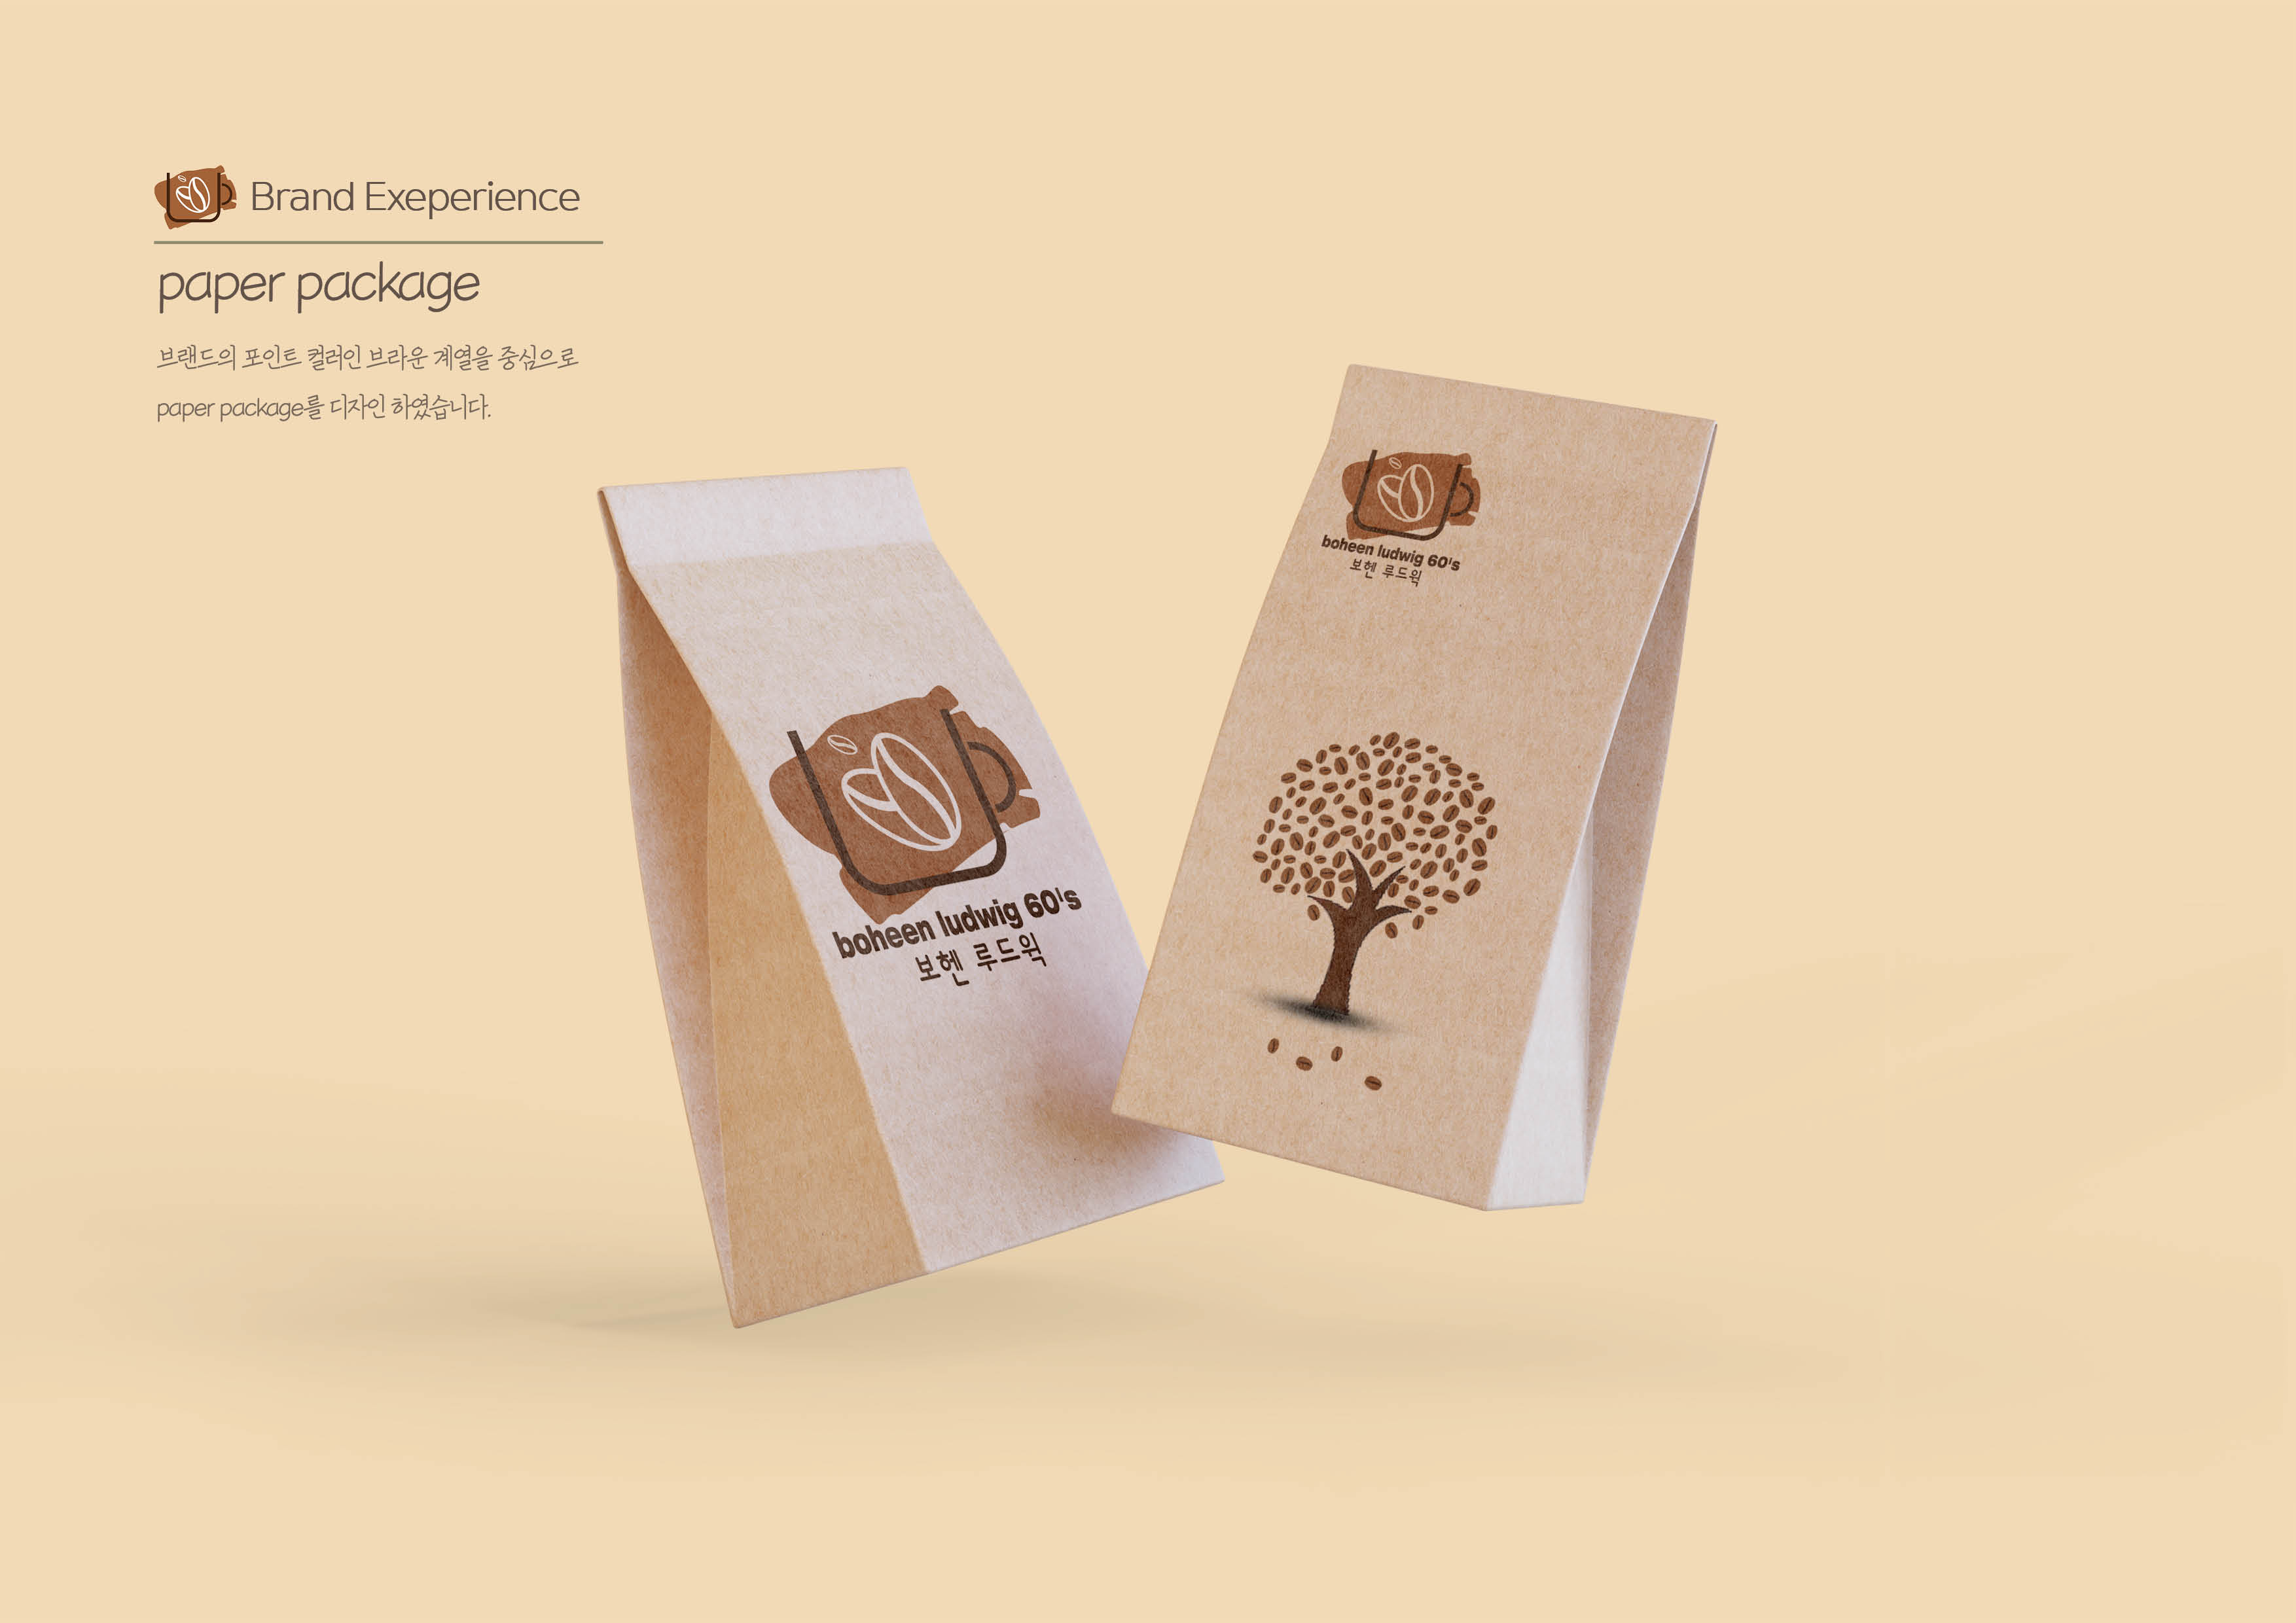 Brand Exeperience
paper package
브랜드의 포인트 컬러인 브라운 계열을 중심으로
paper package를 디자인 하였습니다.
boheen ludwig 60's
보헨 루드윅
boheen ludwig 60's
보헨 루드윅